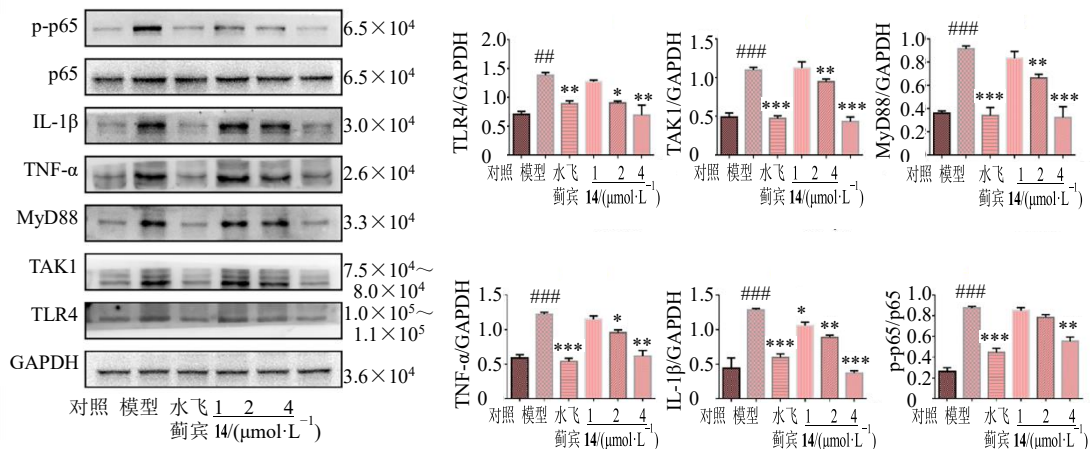 p-p65
6.5×10⁴
p65
6.5×10⁴
IL-1β
3.0×10⁴
TNF-α
2.6×10⁴
MyD88
3.3×10⁴
TAK1
7.5×10⁴～
8.0×10⁴
TLR4
1.0×10⁵～
1.1×10⁵
GAPDH
3.6×10⁴
对照 模型 水飞 1 2 4
蓟宾 14/(μmol·L⁻¹)
TLR4/GAPDH
2.0
1.5
1.0
0.5
0
## ** * **
对照 模型 水飞 1 2 4
蓟宾 14/(μmol·L⁻¹)
TAK1/GAPDH
1.5
1.0
0.5
0
### *** ** ***
对照 模型 水飞 1 2 4
蓟宾 14/(μmol·L⁻¹)
MyD88/GAPDH
1.0
0.8
0.6
0.4
0.2
0
### *** ** ***
对照 模型 水飞 1 2 4
蓟宾 14/(μmol·L⁻¹)
TNF-α/GAPDH
1.5
1.0
0.5
0
### *** * **
对照 模型 水飞 1 2 4
蓟宾 14/(μmol·L⁻¹)
IL-1β/GAPDH
1.5
1.0
0.5
0
### *** * ** ***
对照 模型 水飞 1 2 4
蓟宾 14/(μmol·L⁻¹)
p-p65/p65
1.0
0.8
0.6
0.4
0.2
0
### *** **
对照 模型 水飞 1 2 4
蓟宾 14/(μmol·L⁻¹)